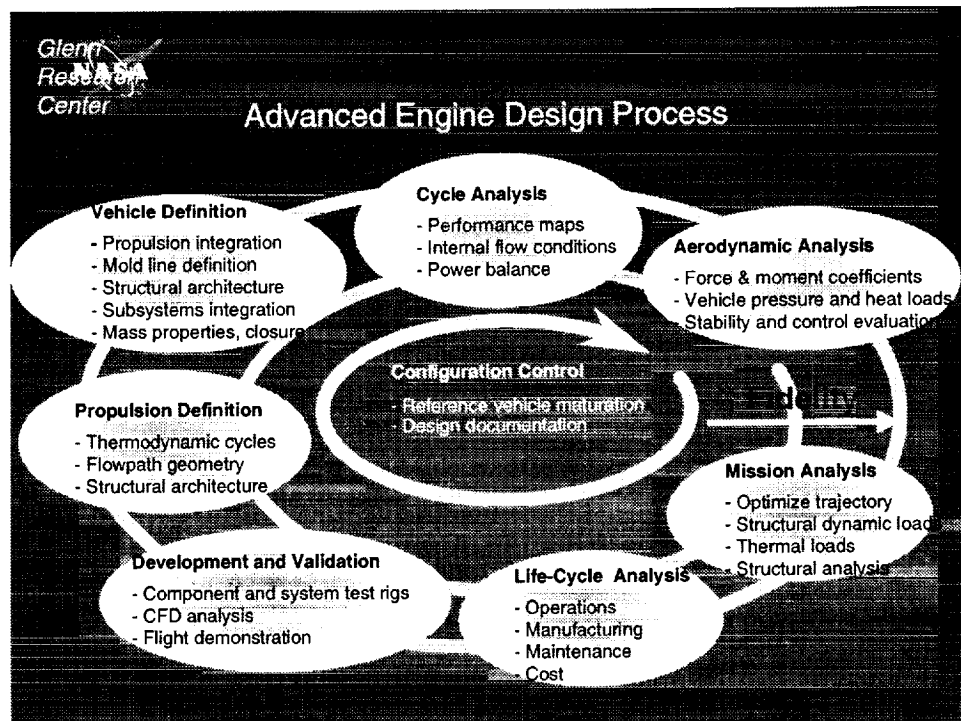 Glenn
Research
Center
NASA
Advanced Engine Design Process
Cycle Analysis
- Performance maps
- Internal flow conditions
- Power balance
Vehicle Definition
- Propulsion integration
- Mold line definition
- Structural architecture
- Subsystems integration
- Mass properties, closure
Aerodynamic Analysis
- Force & moment coefficients
- Vehicle pressure and heat loads
- Stability and control evaluation
Configuration Control
- Reference vehicle maturation
- Design documentation
Fidelity
Propulsion Definition
- Thermodynamic cycles
- Flowpath geometry
- Structural architecture
Mission Analysis
- Optimize trajectory
- Structural dynamic loads
- Thermal loads
- Structural analysis
Development and Validation
- Component and system test rigs
- CFD analysis
- Flight demonstration
Life-Cycle Analysis
- Operations
- Manufacturing
- Maintenance
- Cost